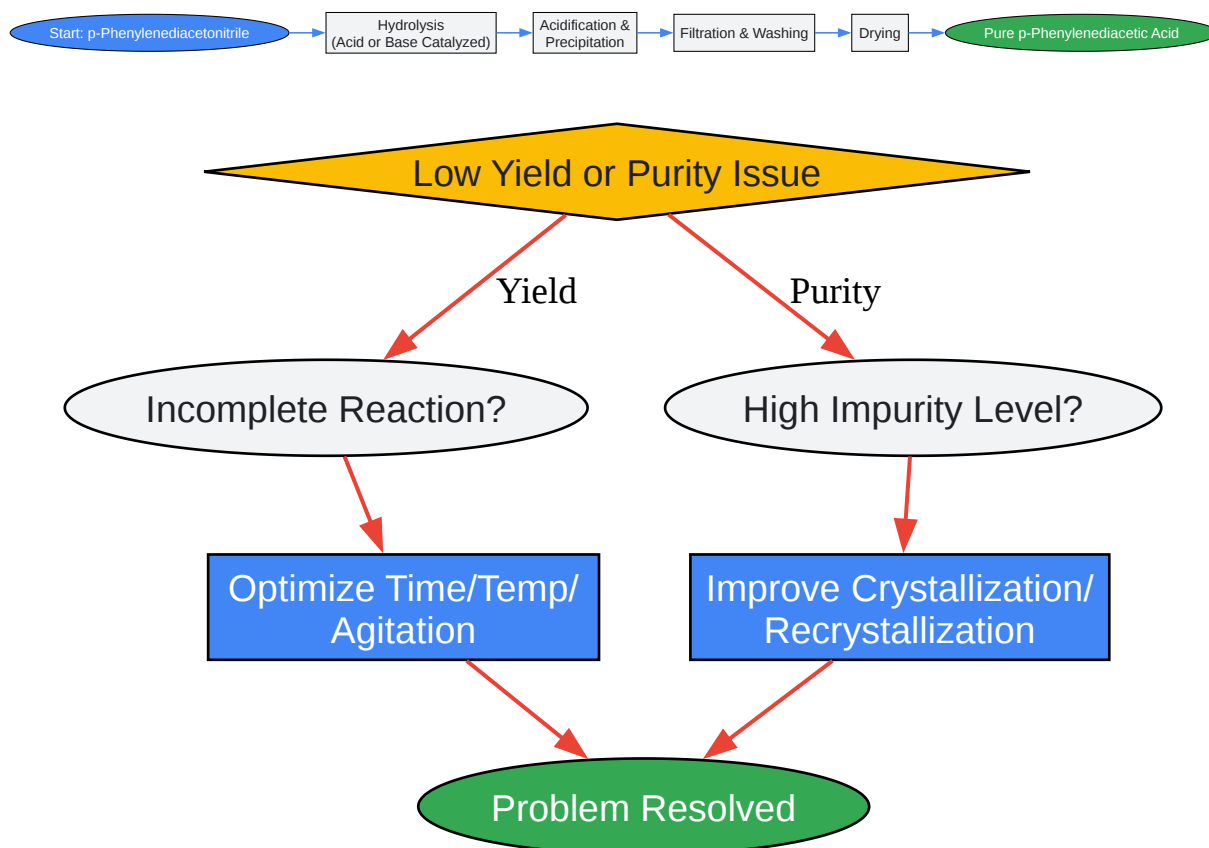 Start: p-Phenylenediacetonitrile
Hydrolysis
(Acid or Base Catalyzed)
Acidification &
Precipitation
Filtration & Washing
Drying
Pure p-Phenylenediacetic Acid
Low Yield or Purity Issue
Yield
Purity
Incomplete Reaction?
High Impurity Level?
Optimize Time/Temp/
Agitation
Improve Crystallization/
Recrystallization
Problem Resolved